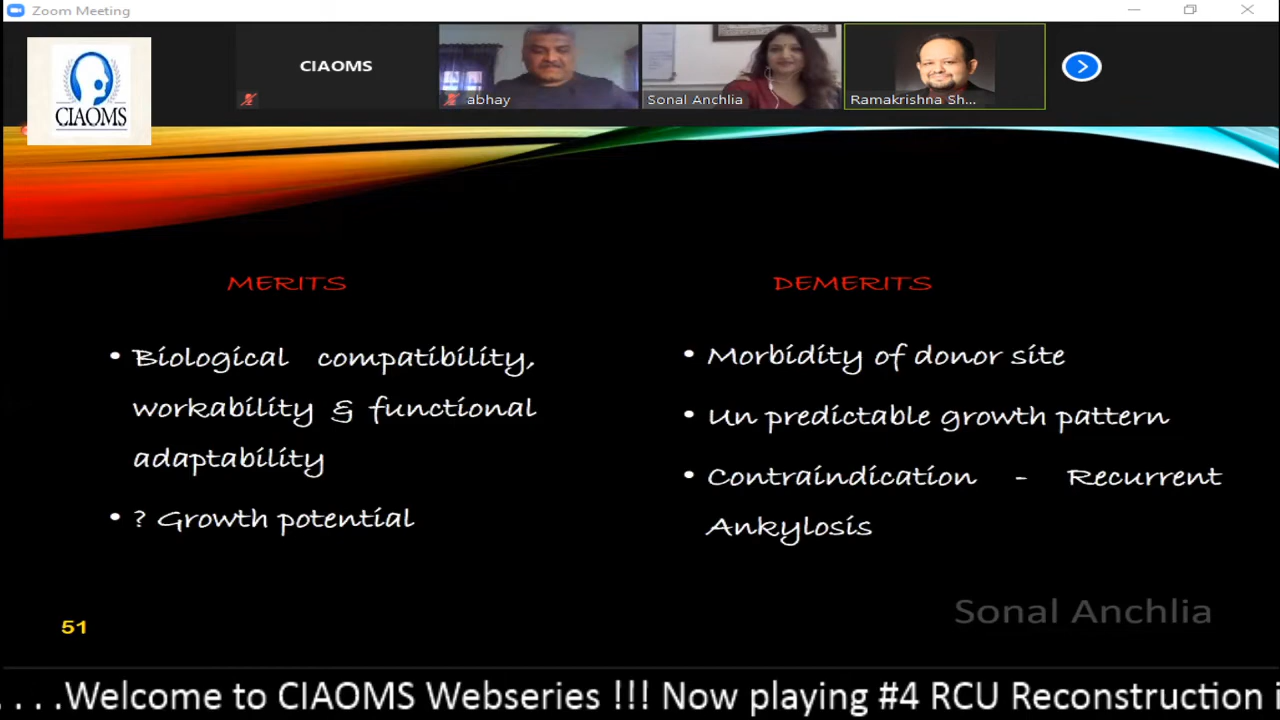 Zoom Meeting
CIAOMS
abhay
Sonal Anchlia
Ramakrishna Sh...
CIAOMS
MERITS
• Biological compatibility,
workability & functional
adaptability
• ? Growth potential
DEMERITS
• Morbidity of donor site
• Un predictable growth pattern
• Contraindication - Recurrent
Ankylosis
Sonal Anchlia
51
. . . .Welcome to CIAOMS Webseries !!! Now playing #4 RCU Reconstruction i